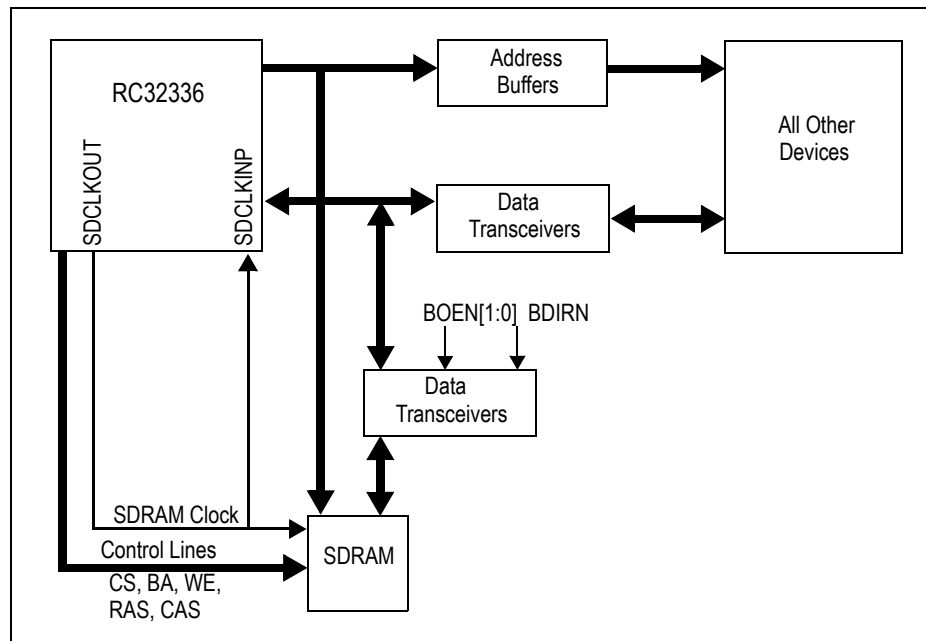 RC32336
SDCLKOUT
SDCLKINP
Address
Buffers
All Other
Devices
Data
Transceivers
BOEN[1:0] BDIRN
Data
Transceivers
SDRAM Clock
Control Lines
CS, BA, WE,
RAS, CAS
SDRAM